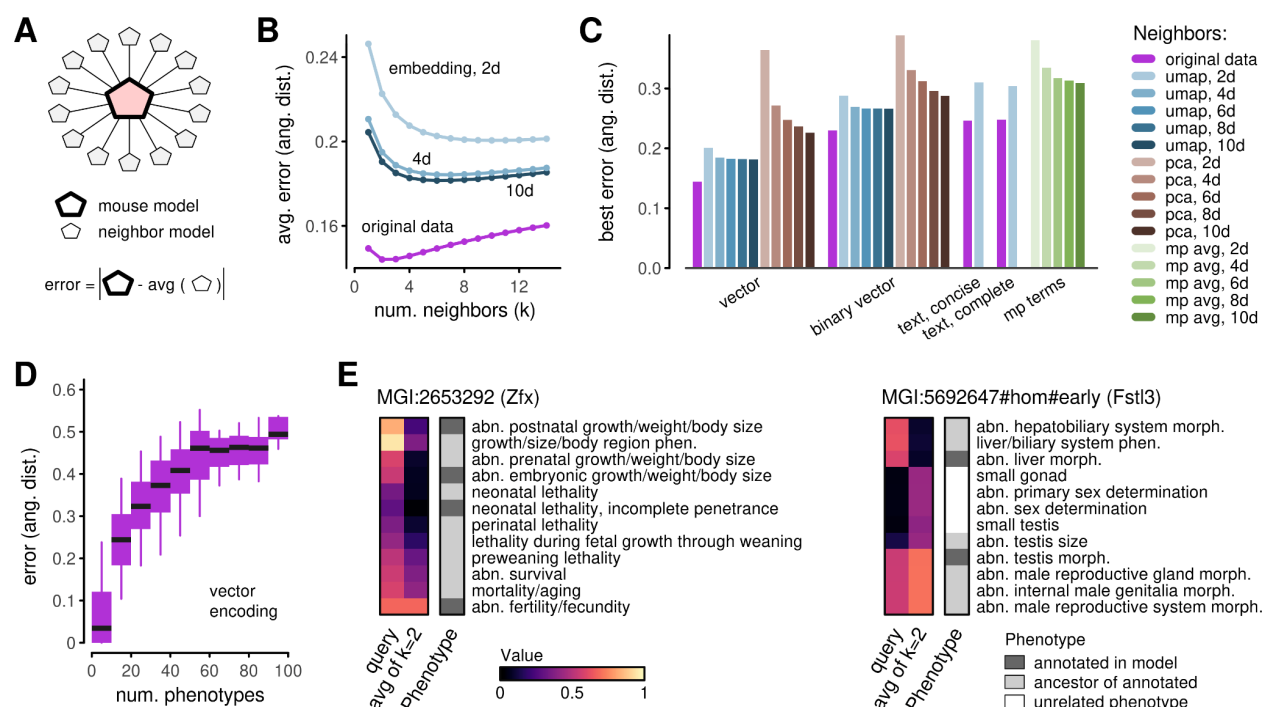 A
mouse model
neighbor model
error = | - avg ( ) |
B
avg. error (ang. dist.)
0.24
0.2
0.16
embedding, 2d
4d
10d
original data
0 4 8 12
num. neighbors (k)
C
best error (ang. dist.)
0.3
0.2
0.1
0.0
vector
binary vector
text, concise
text, complete
mp terms
Neighbors:
original data
umap, 2d
umap, 4d
umap, 6d
umap, 8d
umap, 10d
pca, 2d
pca, 4d
pca, 6d
pca, 8d
pca, 10d
mp avg, 2d
mp avg, 4d
mp avg, 6d
mp avg, 8d
mp avg, 10d
D
error (ang. dist.)
0.6
0.5
0.4
0.3
0.2
0.1
0
vector
encoding
0 20 40 60 80 100
num. phenotypes
E
MGI:2653292 (Zfx)
abn. postnatal growth/weight/body size
growth/size/body region phen.
abn. prenatal growth/weight/body size
abn. embryonic growth/weight/body size
neonatal lethality
neonatal lethality, incomplete penetrance
perinatal lethality
lethality during fetal growth through weaning
preweaning lethality
abn. survival
mortality/aging
abn. fertility/fecundity
query
avg of k=2
Phenotype
Value
0 0.5 1
MGI:5692647#hom#early (Fstl3)
abn. hepatobiliary system morph.
liver/biliary system phen.
abn. liver morph.
small gonad
abn. primary sex determination
abn. sex determination
small testis
abn. testis size
abn. testis morph.
abn. male reproductive gland morph.
abn. internal male genitalia morph.
abn. male reproductive system morph.
query
avg of k=2
Phenotype
Phenotype
annotated in model
ancestor of annotated
unrelated phenotype